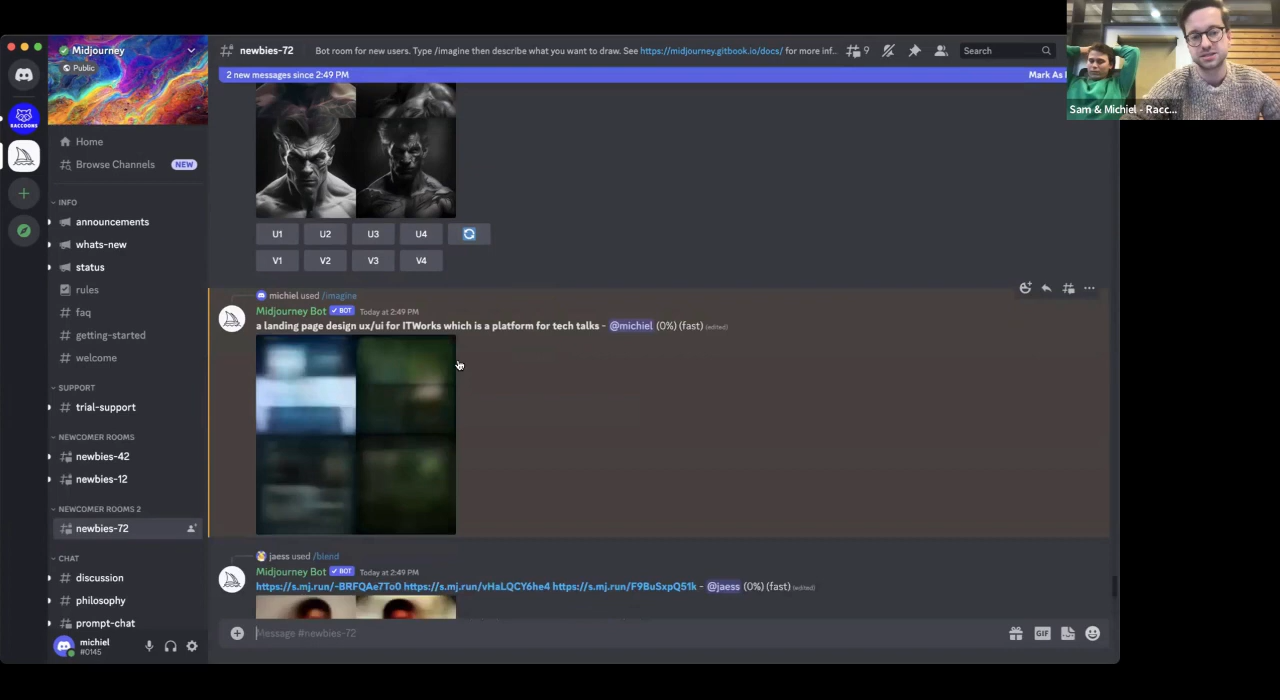 Midjourney
Public
newbies-72
Bot room for new users. Type /imagine then describe what you want to draw. See https://midjourney.gitbook.io/docs/ for more inf...
9
Search
2 new messages since 2:49 PM
Mark As
Sam & Michiel - Racc...
RACCOONS
Home
Browse Channels
NEW
INFO
announcements
whats-new
status
rules
faq
getting-started
welcome
SUPPORT
trial-support
NEWCOMER ROOMS
newbies-42
newbies-12
NEWCOMER ROOMS 2
newbies-72
CHAT
discussion
philosophy
prompt-chat
michiel
#0145
U1 U2 U3 U4
V1 V2 V3 V4
michiel used /imagine
Midjourney Bot BOT Today at 2:49 PM
a landing page design ux/ui for ITWorks which is a platform for tech talks - @michiel (0%) (fast) (edited)
jaess used /blend
Midjourney Bot BOT Today at 2:49 PM
https://s.mj.run/-BRFQAe7To0 https://s.mj.run/vHaLQCY6he4 https://s.mj.run/F9BuSxpQ51k - @jaess (0%) (fast) (edited)
Message #newbies-72
GIF